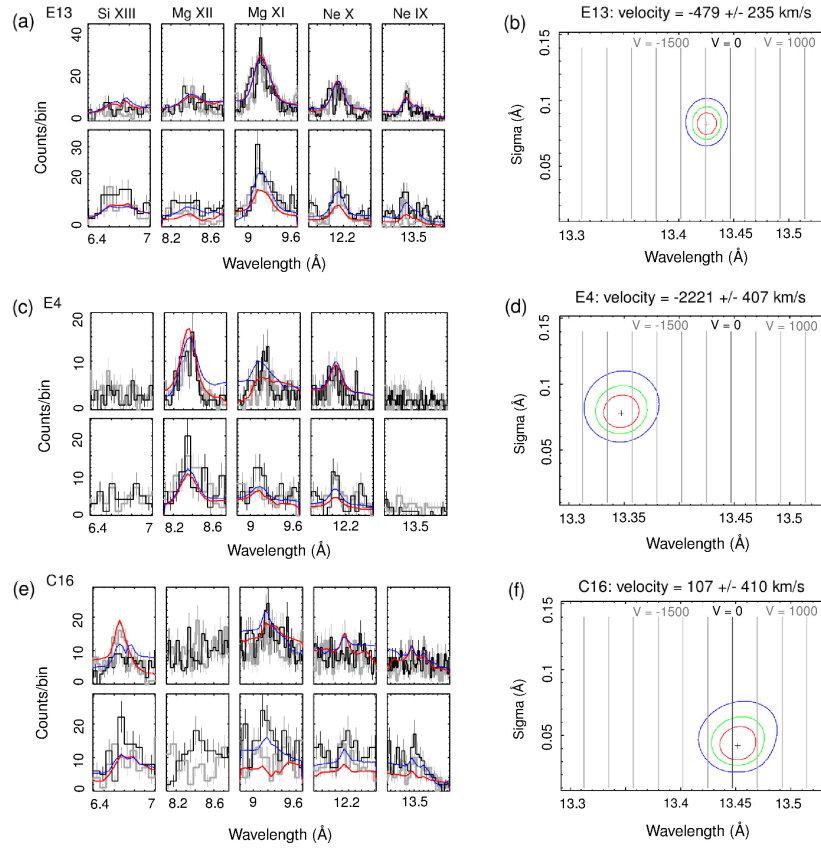 (a) E13
Si XIII Mg XII Mg XI Ne X Ne IX
40
20
0
20
10
0
Counts/bin
6.4 7 8.2 8.6 9 9.6 12.2 13.5
Wavelength (Å)
(b) E13: velocity = -479 +/- 235 km/s
V = -1500 V = 0 V = 1000
0.15
0.1
0.05
Sigma (Å)
13.3 13.4 13.45 13.5
Wavelength (Å)
(c) E4
20
10
0
20
10
0
Counts/bin
6.4 7 8.2 8.6 9 9.6 12.2 13.5
Wavelength (Å)
(d) E4: velocity = -2221 +/- 407 km/s
V = -1500 V = 0 V = 1000
0.15
0.1
0.05
Sigma (Å)
13.3 13.35 13.45 13.5
Wavelength (Å)
(e) C16
20
10
0
20
10
0
Counts/bin
6.4 7 8.2 8.6 9 9.6 12.2 13.5
Wavelength (Å)
(f) C16: velocity = 107 +/- 410 km/s
V = -1500 V = 0 V = 1000
0.15
0.1
0.05
Sigma (Å)
13.3 13.4 13.45 13.5
Wavelength (Å)